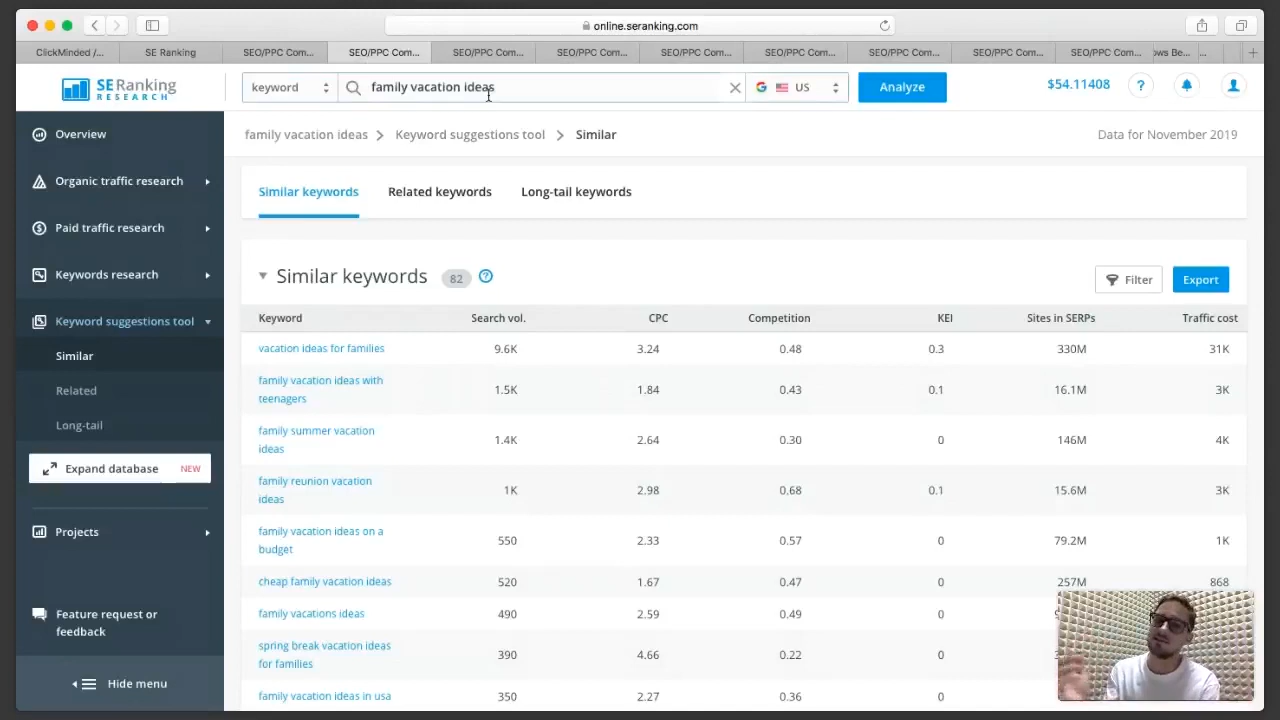 online.seranking.com
ClickMinded /... SE Ranking SEO/PPC Com... SEO/PPC Com... SEO/PPC Com... SEO/PPC Com... SEO/PPC Com... SEO/PPC Com... SEO/PPC Com... SEO/PPC Com... SEO/PPC Com...
SE Ranking RESEARCH
keyword family vacation ideas US Analyze $54.11408 ?
family vacation ideas > Keyword suggestions tool > Similar Data for November 2019
Overview
Organic traffic research
Paid traffic research
Keywords research
Keyword suggestions tool
Similar
Related
Long-tail
Expand database NEW
Projects
Feature request or
feedback
Hide menu
Similar keywords Related keywords Long-tail keywords
Similar keywords 82 ? Filter Export
Keyword Search vol. CPC Competition KEI Sites in SERPs Traffic cost
vacation ideas for families 9.6K 3.24 0.48 0.3 330M 31K
family vacation ideas with
teenagers 1.5K 1.84 0.43 0.1 16.1M 3K
family summer vacation
ideas 1.4K 2.64 0.30 0 146M 4K
family reunion vacation
ideas 1K 2.98 0.68 0.1 15.6M 3K
family vacation ideas on a
budget 550 2.33 0.57 0 79.2M 1K
cheap family vacation ideas 520 1.67 0.47 0 257M 868
family vacations ideas 490 2.59 0.49 0
spring break vacation ideas
for families 390 4.66 0.22 0
family vacation ideas in usa 350 2.27 0.36 0